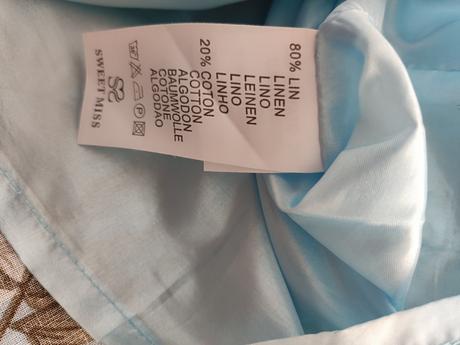 80% LIN
LINEN
LINO
LEINEN
LINO
LINHO
20% COTON
COTTON
ALGODON
BAUMWOLLE
COTONE
ALGODAO
P
SWEET MISS